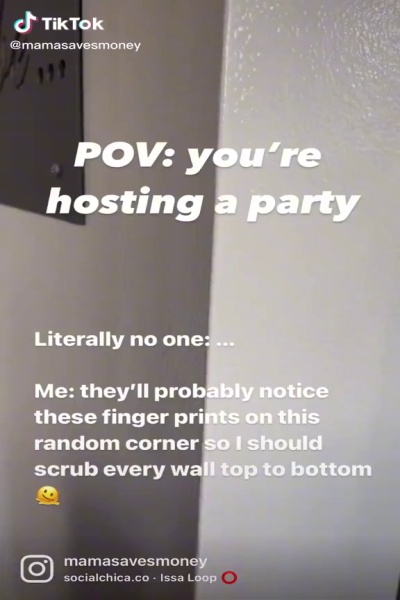 TikTok
@mamasavesmoney
POV: you're
hosting a party
Literally no one: ...
Me: they'll probably notice
these finger prints on this
random corner so I should
scrub every wall top to bottom
🫠
mamasavesmoney
socialchica.co · Issa Loop ⭕